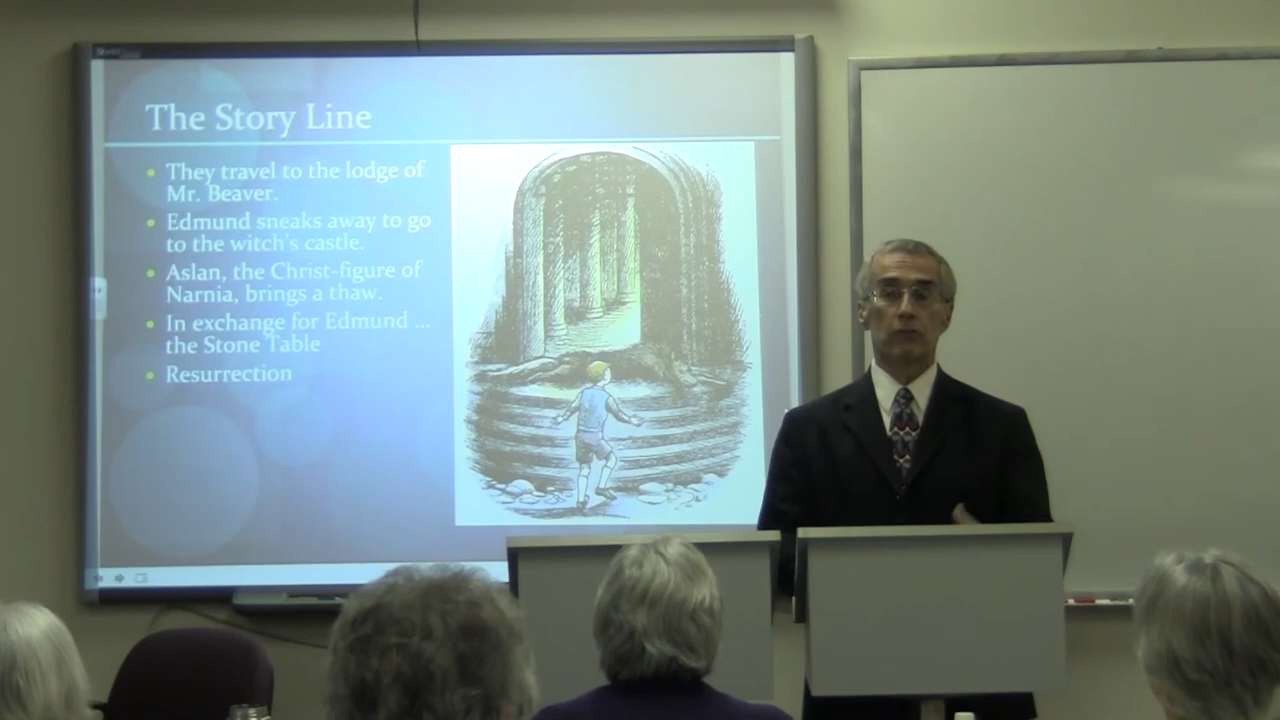 The Story Line
They travel to the lodge of
Mr. Beaver.
Edmund sneaks away to go
to the witch's castle.
Aslan, the Christ-figure of
Narnia, brings a thaw.
In exchange for Edmund ...
the Stone Table
Resurrection